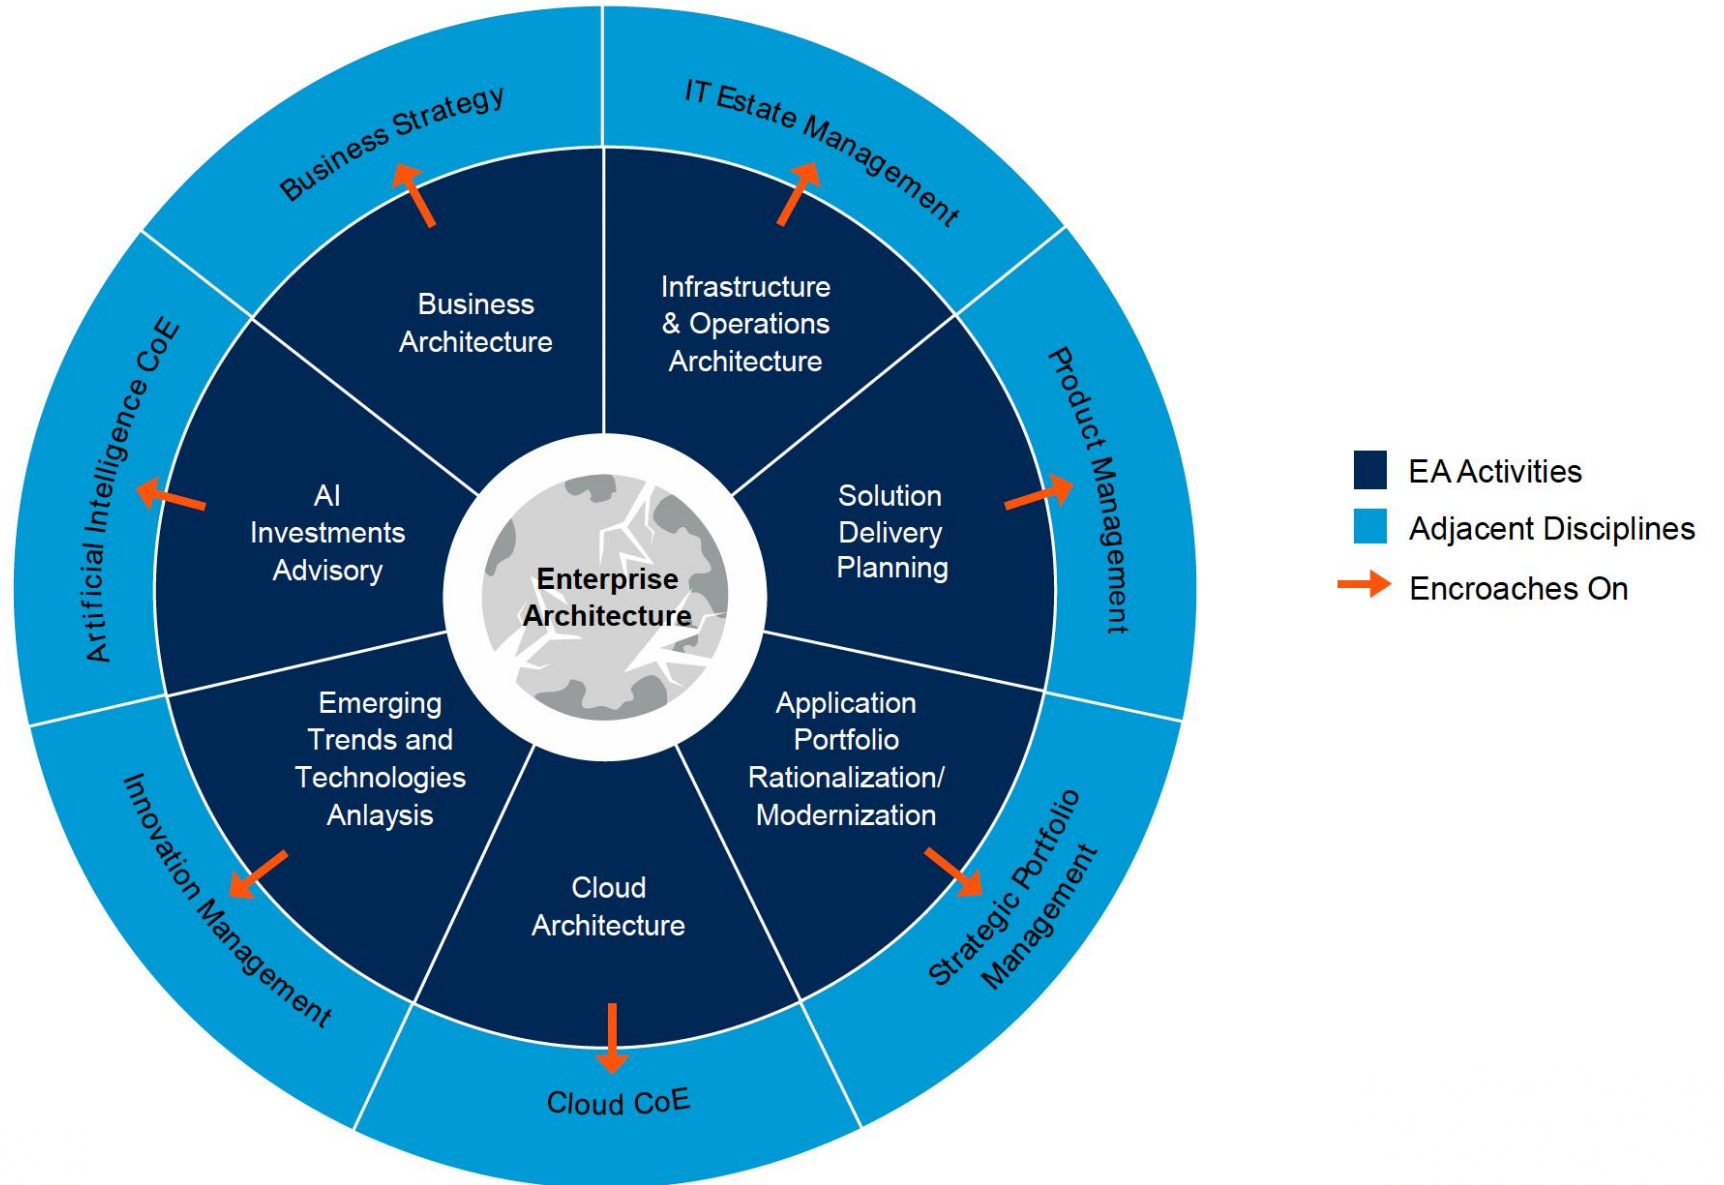 Business Strategy
IT Estate Management
Product Management
Strategic Portfolio
Management
Cloud CoE
Innovation Management
Artificial Intelligence CoE
Business
Architecture
Infrastructure
& Operations
Architecture
Solution
Delivery
Planning
Application
Portfolio
Rationalization/
Modernization
Cloud
Architecture
Emerging
Trends and
Technologies
Anlaysis
AI
Investments
Advisory
Enterprise
Architecture
EA Activities
Adjacent Disciplines
Encroaches On